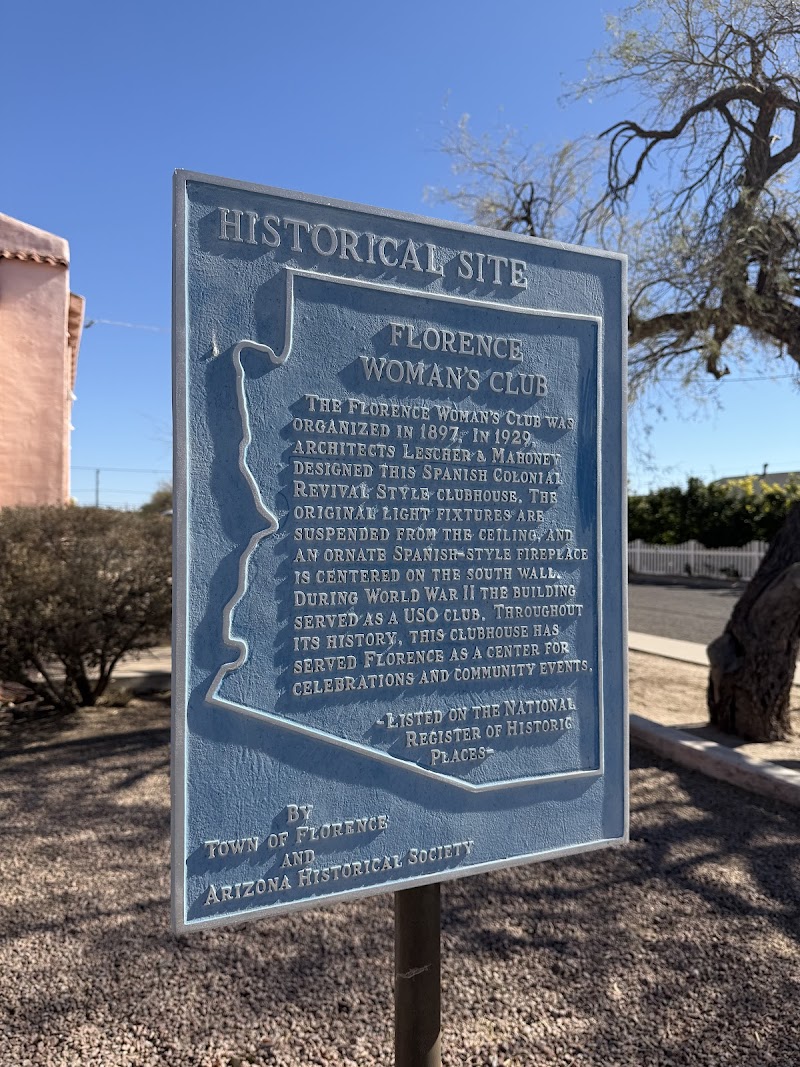 HISTORICAL SITE
FLORENCE
WOMAN'S CLUB
THE FLORENCE WOMAN'S CLUB WAS
ORGANIZED IN 1897. IN 1929,
ARCHITECTS LESCHER & MAHONEY
DESIGNED THIS SPANISH COLONIAL
REVIVAL STYLE CLUBHOUSE. THE
ORIGINAL LIGHT FIXTURES ARE
SUSPENDED FROM THE CEILING, AND
AN ORNATE SPANISH-STYLE FIREPLACE
IS CENTERED ON THE SOUTH WALL.
DURING WORLD WAR II THE BUILDING
SERVED AS A USO CLUB. THROUGHOUT
ITS HISTORY, THIS CLUBHOUSE HAS
SERVED FLORENCE AS A CENTER FOR
CELEBRATIONS AND COMMUNITY EVENTS.
-LISTED ON THE NATIONAL
REGISTER OF HISTORIC
PLACES-
BY
TOWN OF FLORENCE
AND
ARIZONA HISTORICAL SOCIETY